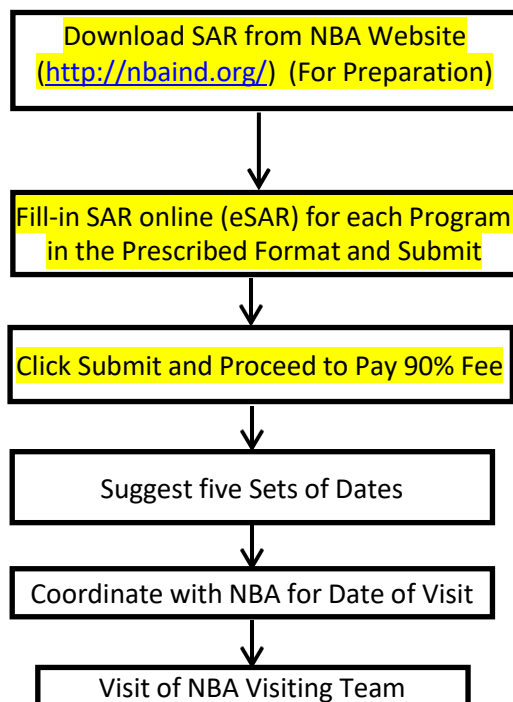 Download SAR from NBA Website
(http://nbaind.org/) (For Preparation)
Fill-in SAR online (eSAR) for each Program
in the Prescribed Format and Submit
Click Submit and Proceed to Pay 90% Fee
Suggest five Sets of Dates
Coordinate with NBA for Date of Visit
Visit of NBA Visiting Team